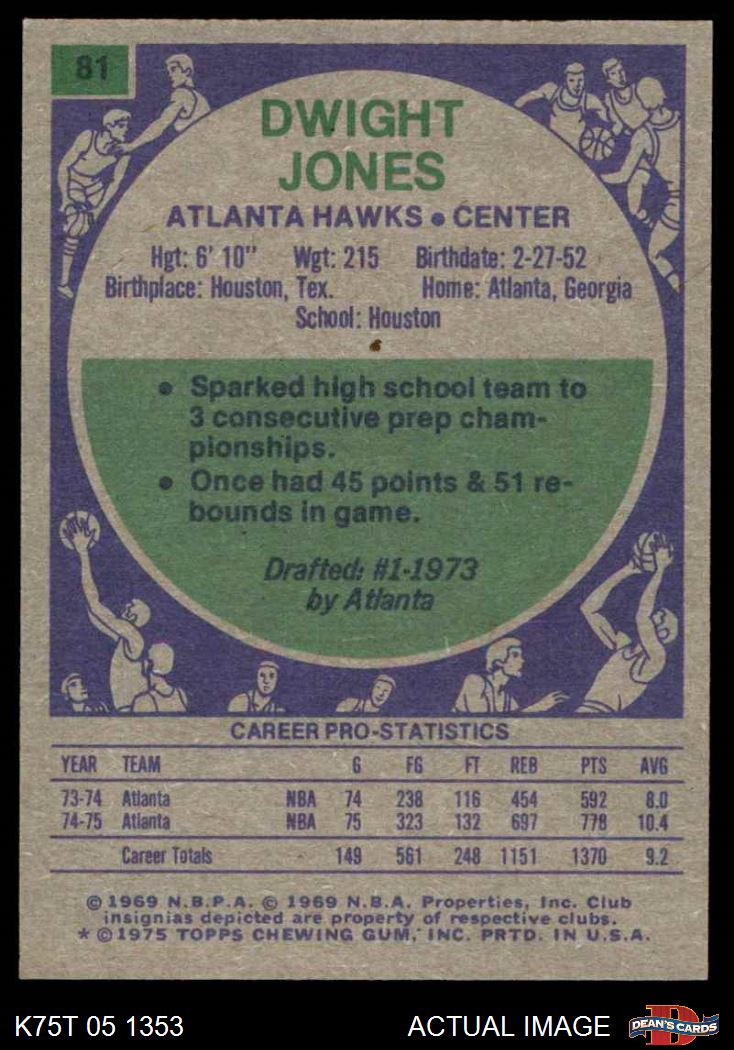 81
DWIGHT
JONES
ATLANTA HAWKS • CENTER
Hgt: 6' 10" Wgt: 215 Birthdate: 2-27-52
Birthplace: Houston, Tex. Home: Atlanta, Georgia
School: Houston
• Sparked high school team to
3 consecutive prep cham-
pionships.
• Once had 45 points & 51 re-
bounds in game.
Drafted: #1-1973
by Atlanta
CAREER PRO-STATISTICS
YEAR TEAM G FG FT REB PTS AVG
73-74 Atlanta NBA 74 238 116 454 592 8.0
74-75 Atlanta NBA 75 323 132 697 778 10.4
Career Totals 149 561 248 1151 1370 9.2
© 1969 N.B.P.A. © 1969 N.B.A. Properties, Inc. Club
insignias depicted are property of respective clubs.
* © 1975 TOPPS CHEWING GUM, INC. PRTD. IN U.S.A.
K75T 05 1353 ACTUAL IMAGE D DEAN'S CARDS